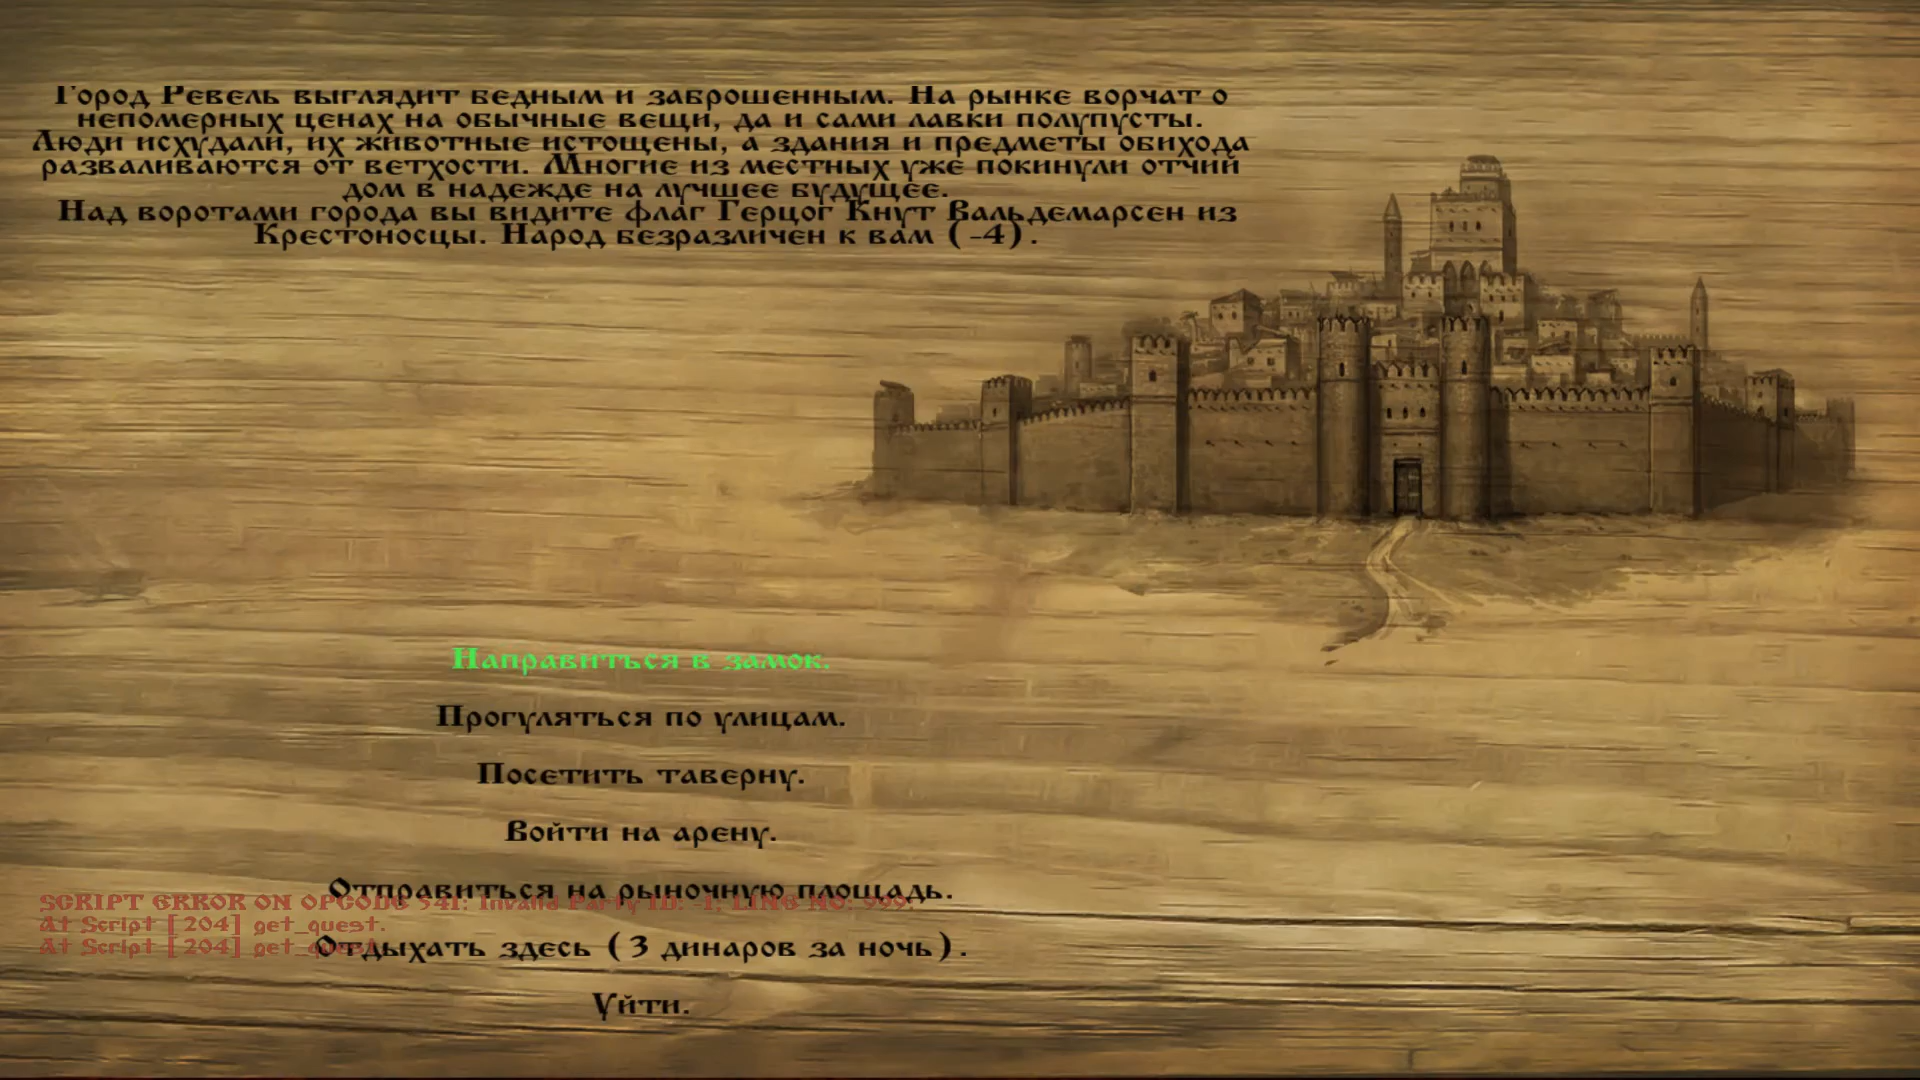 Город Ревель выглядит бедным и заброшенным. На рынке ворчат о
непомерных ценах на обычные вещи, да и сами лавки полупусты.
Люди исхудали, их животные истощены, а здания и предметы обихода
разваливаются от ветхости. Многие из местных уже покинули отчий
дом в надежде на лучшее будущее.
Над воротами города вы видите флаг Герцог Кнут Вальдемарсен из
Крестоносцы. Народ безразличен к вам (-4).
Направиться в замок.
Прогуляться по улицам.
Посетить таверну.
Войти на арену.
Отправиться на рыночную площадь.
SCRIPT ERROR ON OPCODE 541: Invalid Party ID: -1; LINE NO: 999:
At Script [204] get_quest.
At Script [204] get_quest.
Отдыхать здесь (3 динаров за ночь).
Уйти.